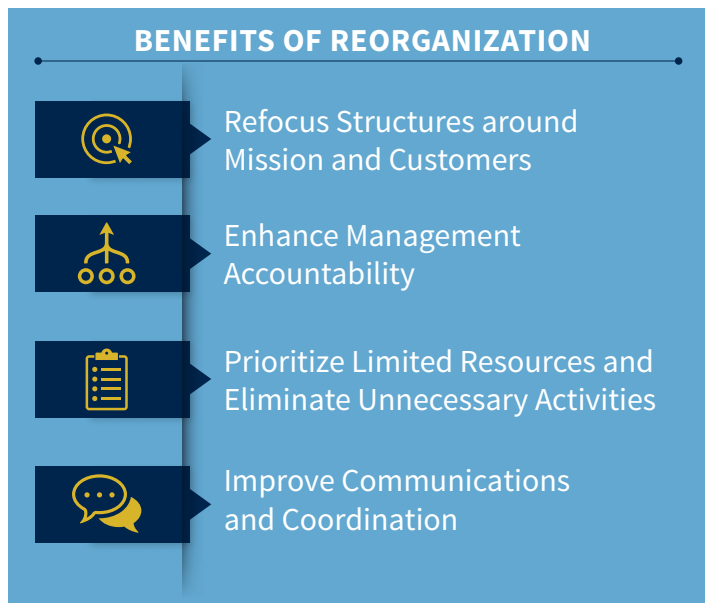 BENEFITS OF REORGANIZATION
Refocus Structures around
Mission and Customers
Enhance Management
Accountability
Prioritize Limited Resources and
Eliminate Unnecessary Activities
Improve Communications
and Coordination